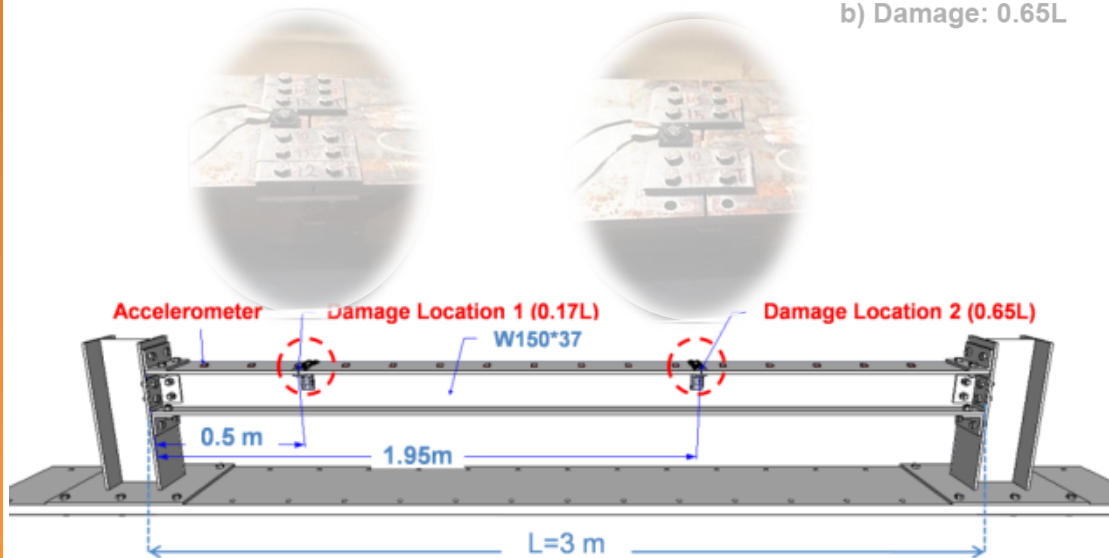 b) Damage: 0.65L
Accelerometer
Damage Location 1 (0.17L)
Damage Location 2 (0.65L)
W150*37
0.5 m
1.95m
L=3 m